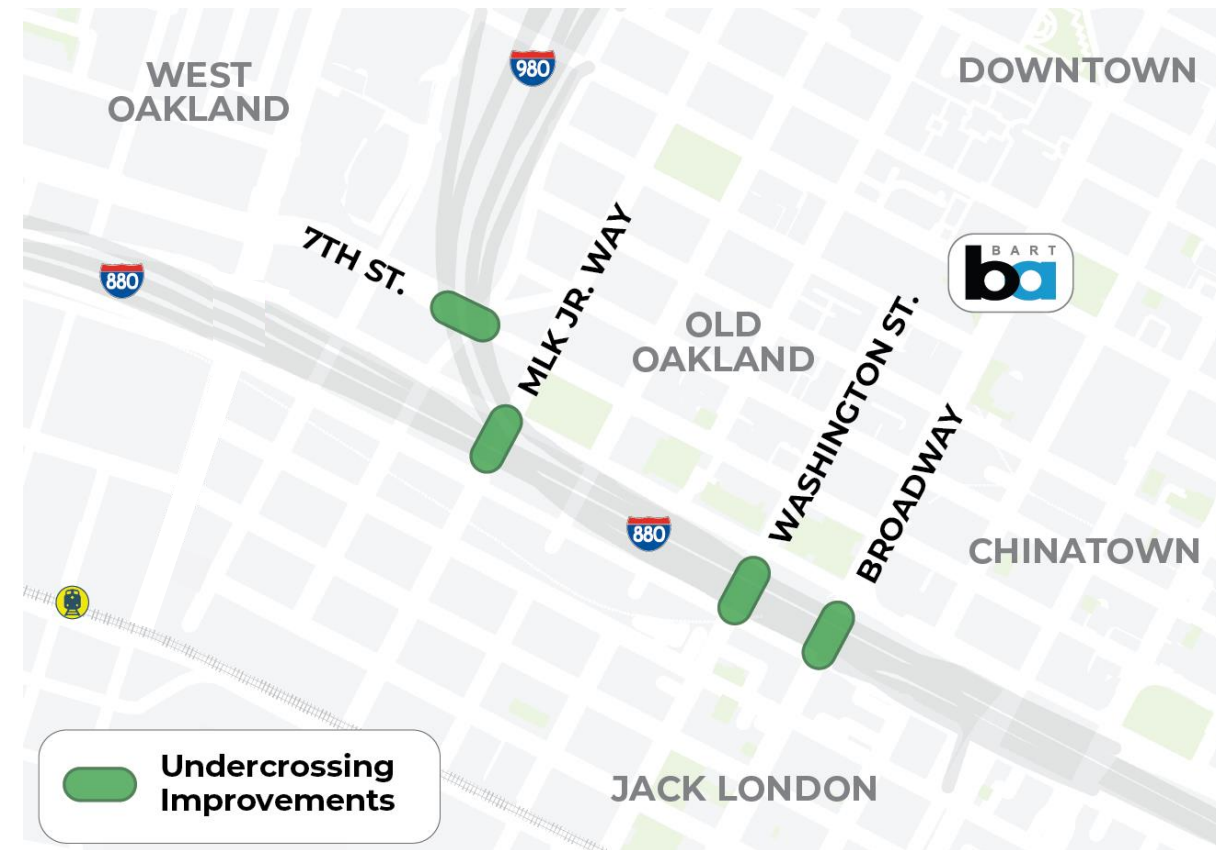 WEST
OAKLAND
980
DOWNTOWN
7TH ST.
880
MLK JR. WAY
OLD
OAKLAND
WASHINGTON ST.
BART
ba
BROADWAY
880
CHINATOWN
JACK LONDON
Undercrossing
Improvements